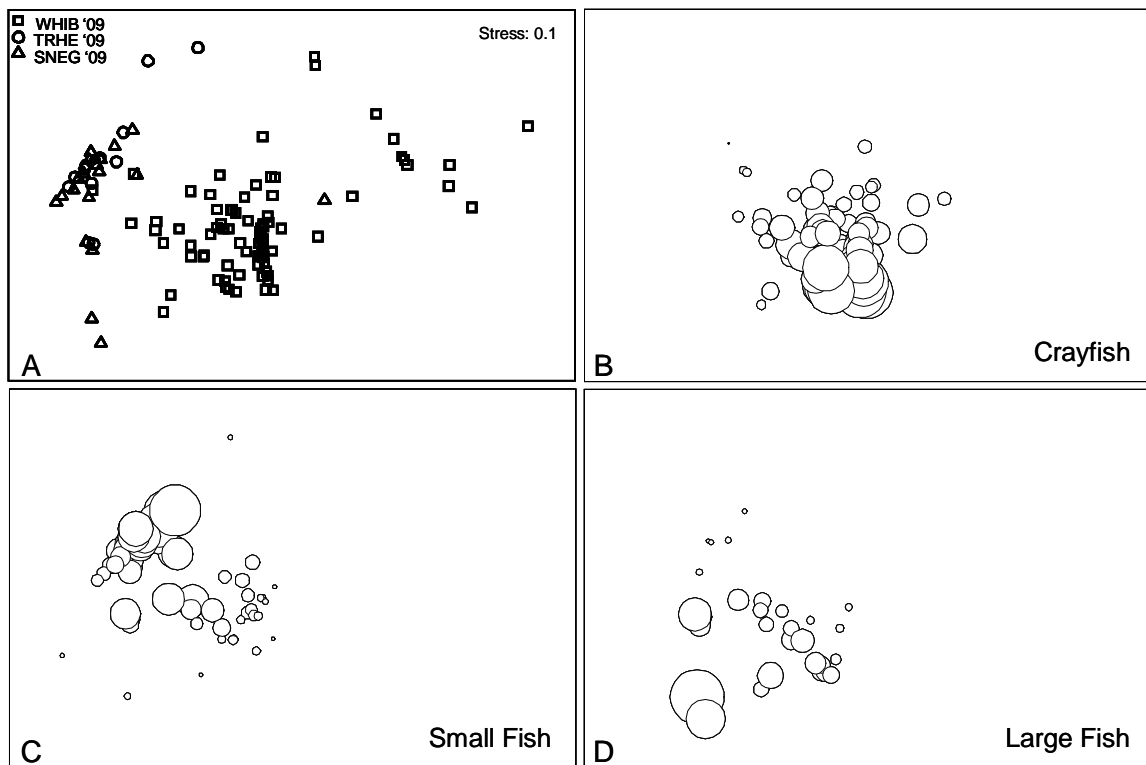 WHIB '09
TRHE '09
SNEG '09
Stress: 0.1
A
B
Crayfish
C
Small Fish
D
Large Fish